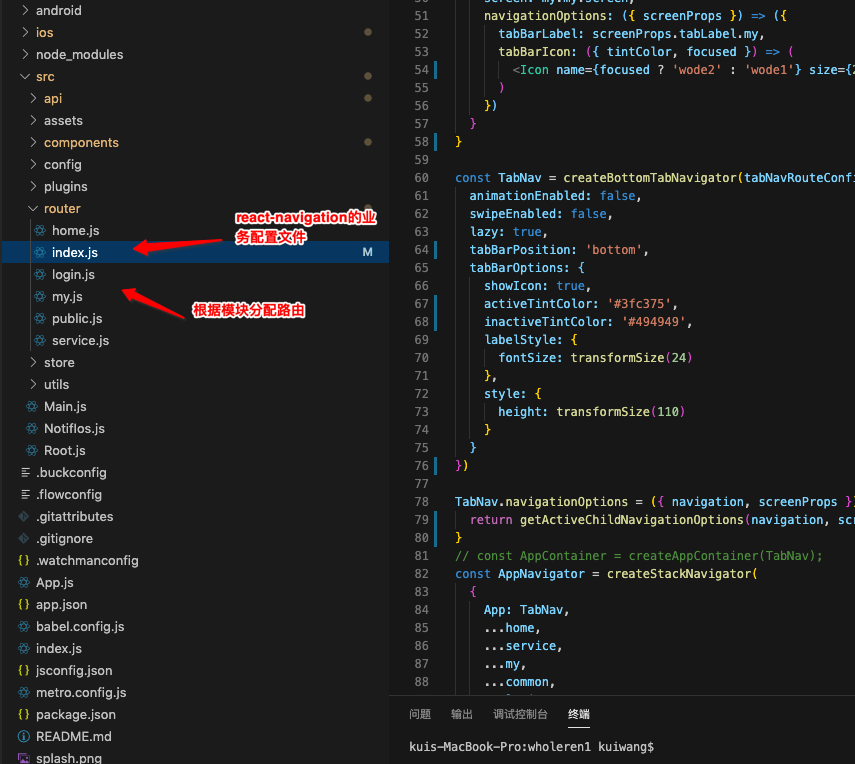 android
ios
node_modules
src
api
assets
components
config
plugins
router
home.js
index.js M
login.js
my.js
public.js
service.js
store
utils
Main.js
NotifIos.js
Root.js
.buckconfig
.flowconfig
.gitattributes
.gitignore
.watchmanconfig
App.js
app.json
babel.config.js
index.js
jsconfig.json
metro.config.js
package.json
README.md
splash.png
react-navigation的业
务配置文件
根据模块分配路由
51 navigationOptions: ({ screenProps }) => ({
52 tabBarLabel: screenProps.tabLabel.my,
53 tabBarIcon: ({ tintColor, focused }) => (
54 <Icon name={focused ? 'wode2' : 'wode1'} size={2
55 )
56 })
57 }
58 }
59
60 const TabNav = createBottomTabNavigator(tabNavRouteConfi
61 animationEnabled: false,
62 swipeEnabled: false,
63 lazy: true,
64 tabBarPosition: 'bottom',
65 tabBarOptions: {
66 showIcon: true,
67 activeTintColor: '#3fc375',
68 inactiveTintColor: '#494949',
69 labelStyle: {
70 fontSize: transformSize(24)
71 },
72 style: {
73 height: transformSize(110)
74 }
75 }
76 })
77
78 TabNav.navigationOptions = ({ navigation, screenProps })
79 return getActiveChildNavigationOptions(navigation, scr
80 }
81 // const AppContainer = createAppContainer(TabNav);
82 const AppNavigator = createStackNavigator(
83 {
84 App: TabNav,
85 ...home,
86 ...service,
87 ...my,
88 ...common,
问题 输出 调试控制台 终端
kuis-MacBook-Pro:wholeren1 kuiwang$